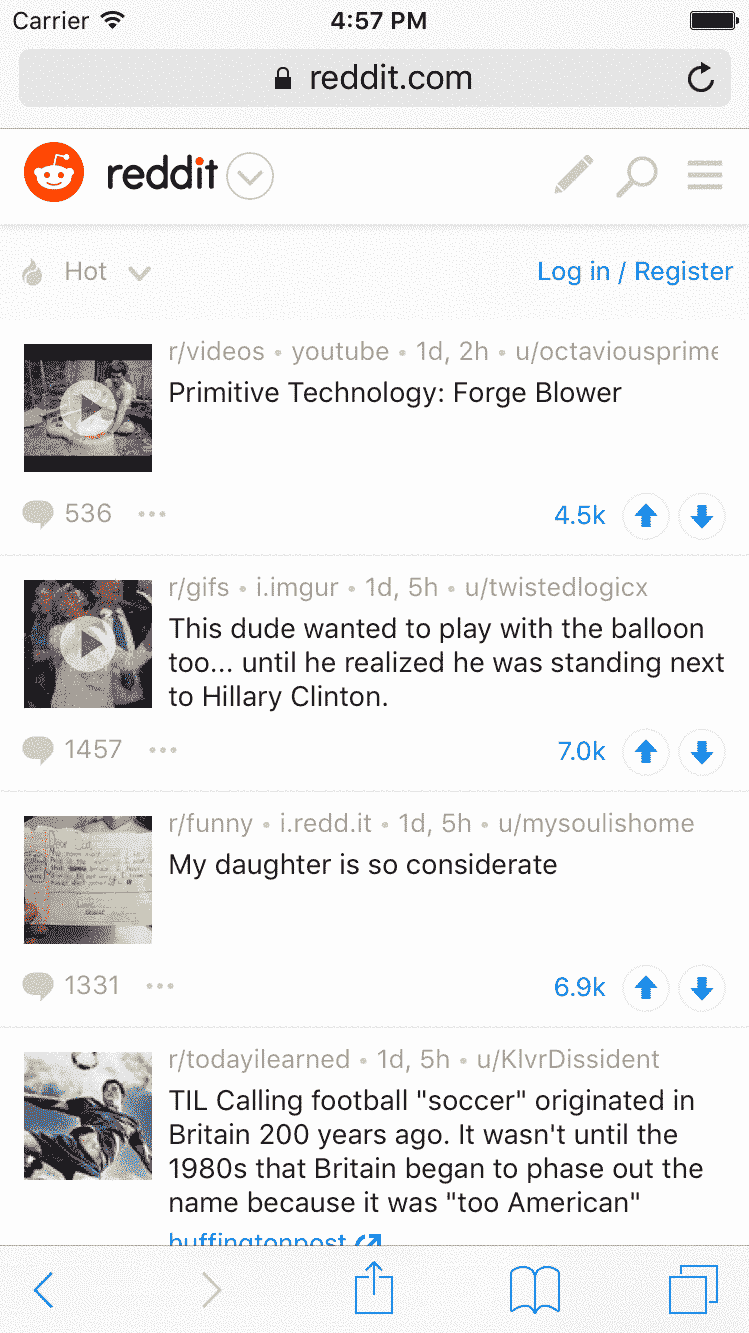 Carrier 4:57 PM
reddit.com
reddit
Hot Log in / Register
r/videos • youtube • 1d, 2h • u/octaviousprime
Primitive Technology: Forge Blower
536 ••• 4.5k
r/gifs • i.imgur • 1d, 5h • u/twistedlogicx
This dude wanted to play with the balloon
too... until he realized he was standing next
to Hillary Clinton.
1457 ••• 7.0k
r/funny • i.redd.it • 1d, 5h • u/mysoulishome
My daughter is so considerate
1331 ••• 6.9k
r/todayilearned • 1d, 5h • u/KlvrDissident
TIL Calling football "soccer" originated in
Britain 200 years ago. It wasn't until the
1980s that Britain began to phase out the
name because it was "too American"
huffingtonpost